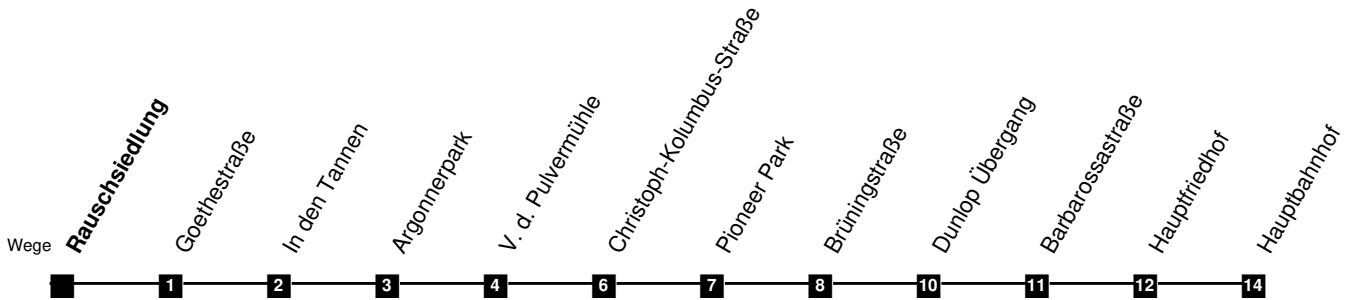 Wege
Rauschsiedlung
Goethestraße
In den Tannen
Argonnerpark
V. d. Pulvermühle
Christoph-Kolumbus-Straße
Pioneer Park
Brüningstraße
Dunlop Übergang
Barbarossastraße
Hauptfriedhof
Hauptbahnhof
1 2 3 4 6 7 8 10 11 12 14